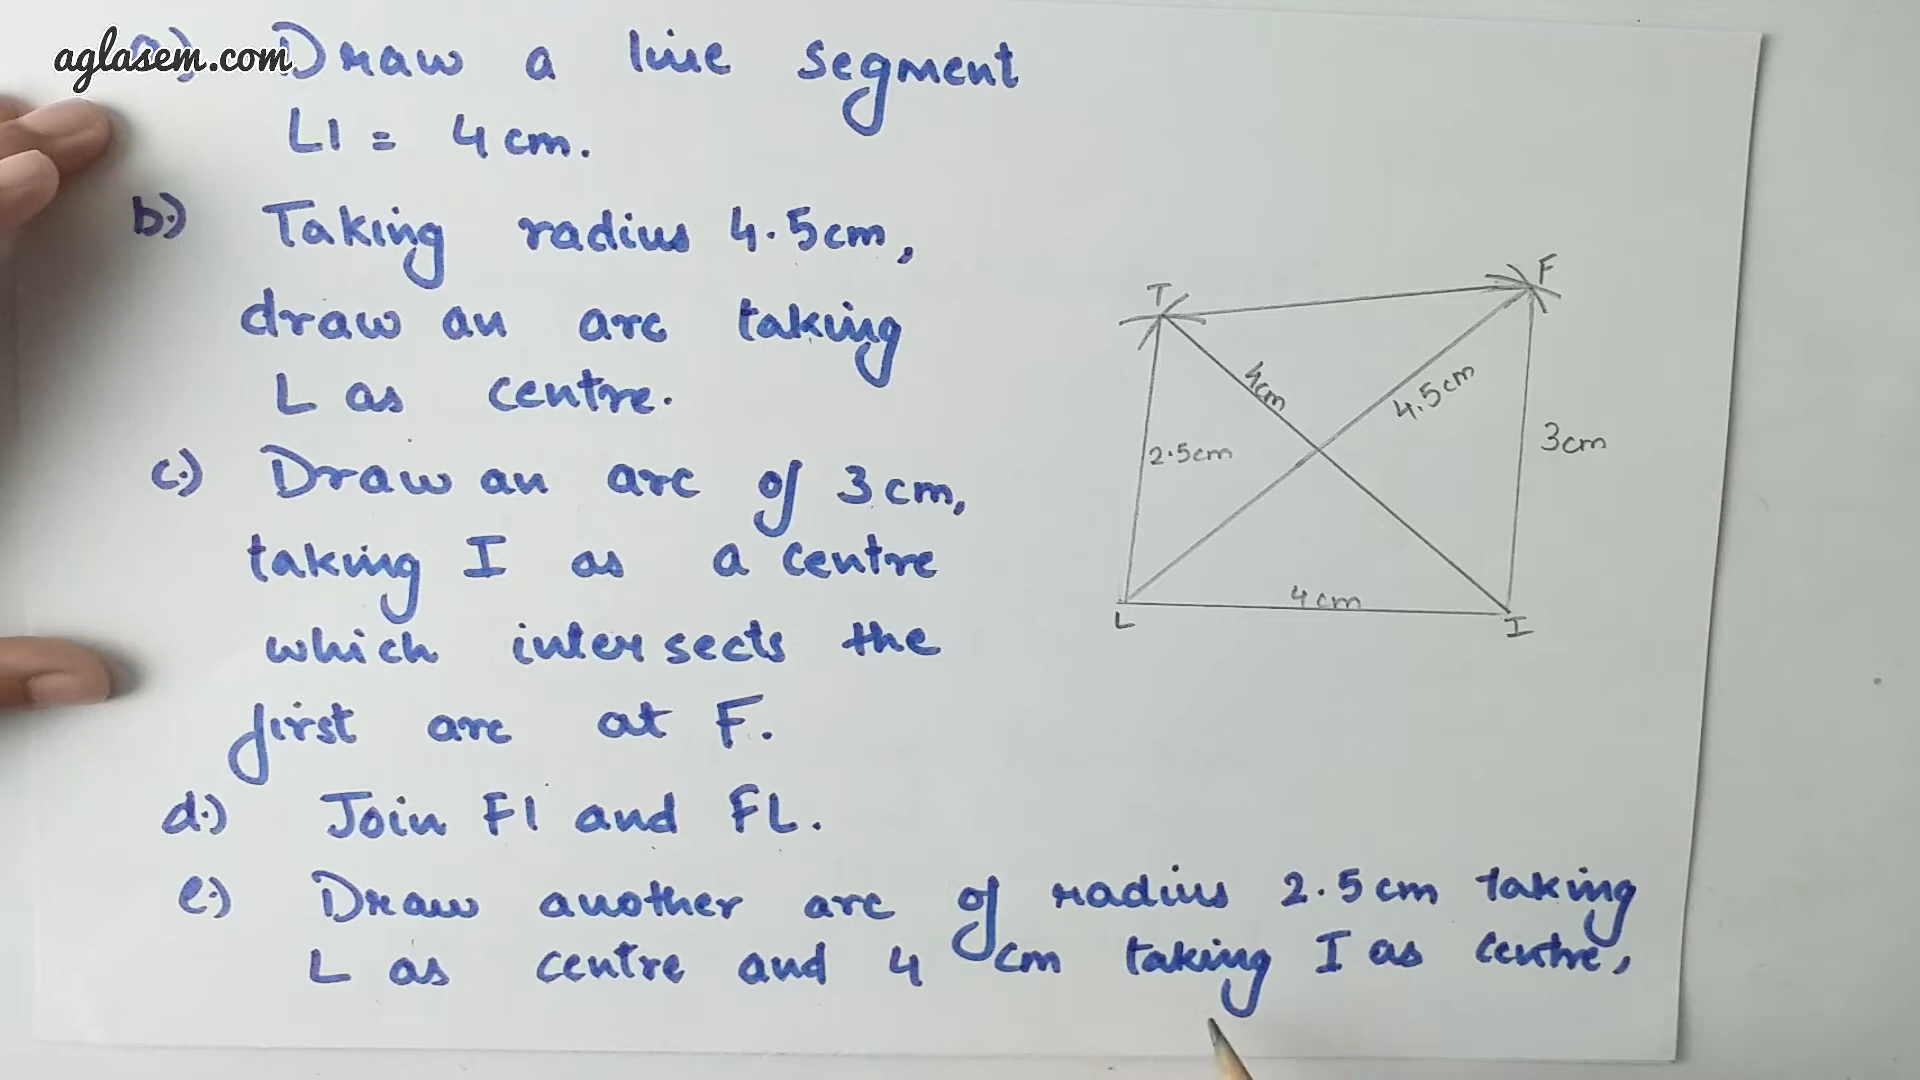 aglasem.com
a.) Draw a line segment
LI = 4 cm.
b.) Taking radius 4.5cm,
draw an arc taking
L as centre.
c.) Draw an arc of 3 cm,
taking I as a centre
which intersects the
first arc at F.
d.) Join FI and FL.
e.) Draw another arc of radius 2.5 cm taking
L as centre and 4 cm taking I as centre,
T
F
4cm
4.5cm
2.5cm
3cm
4cm
L
I